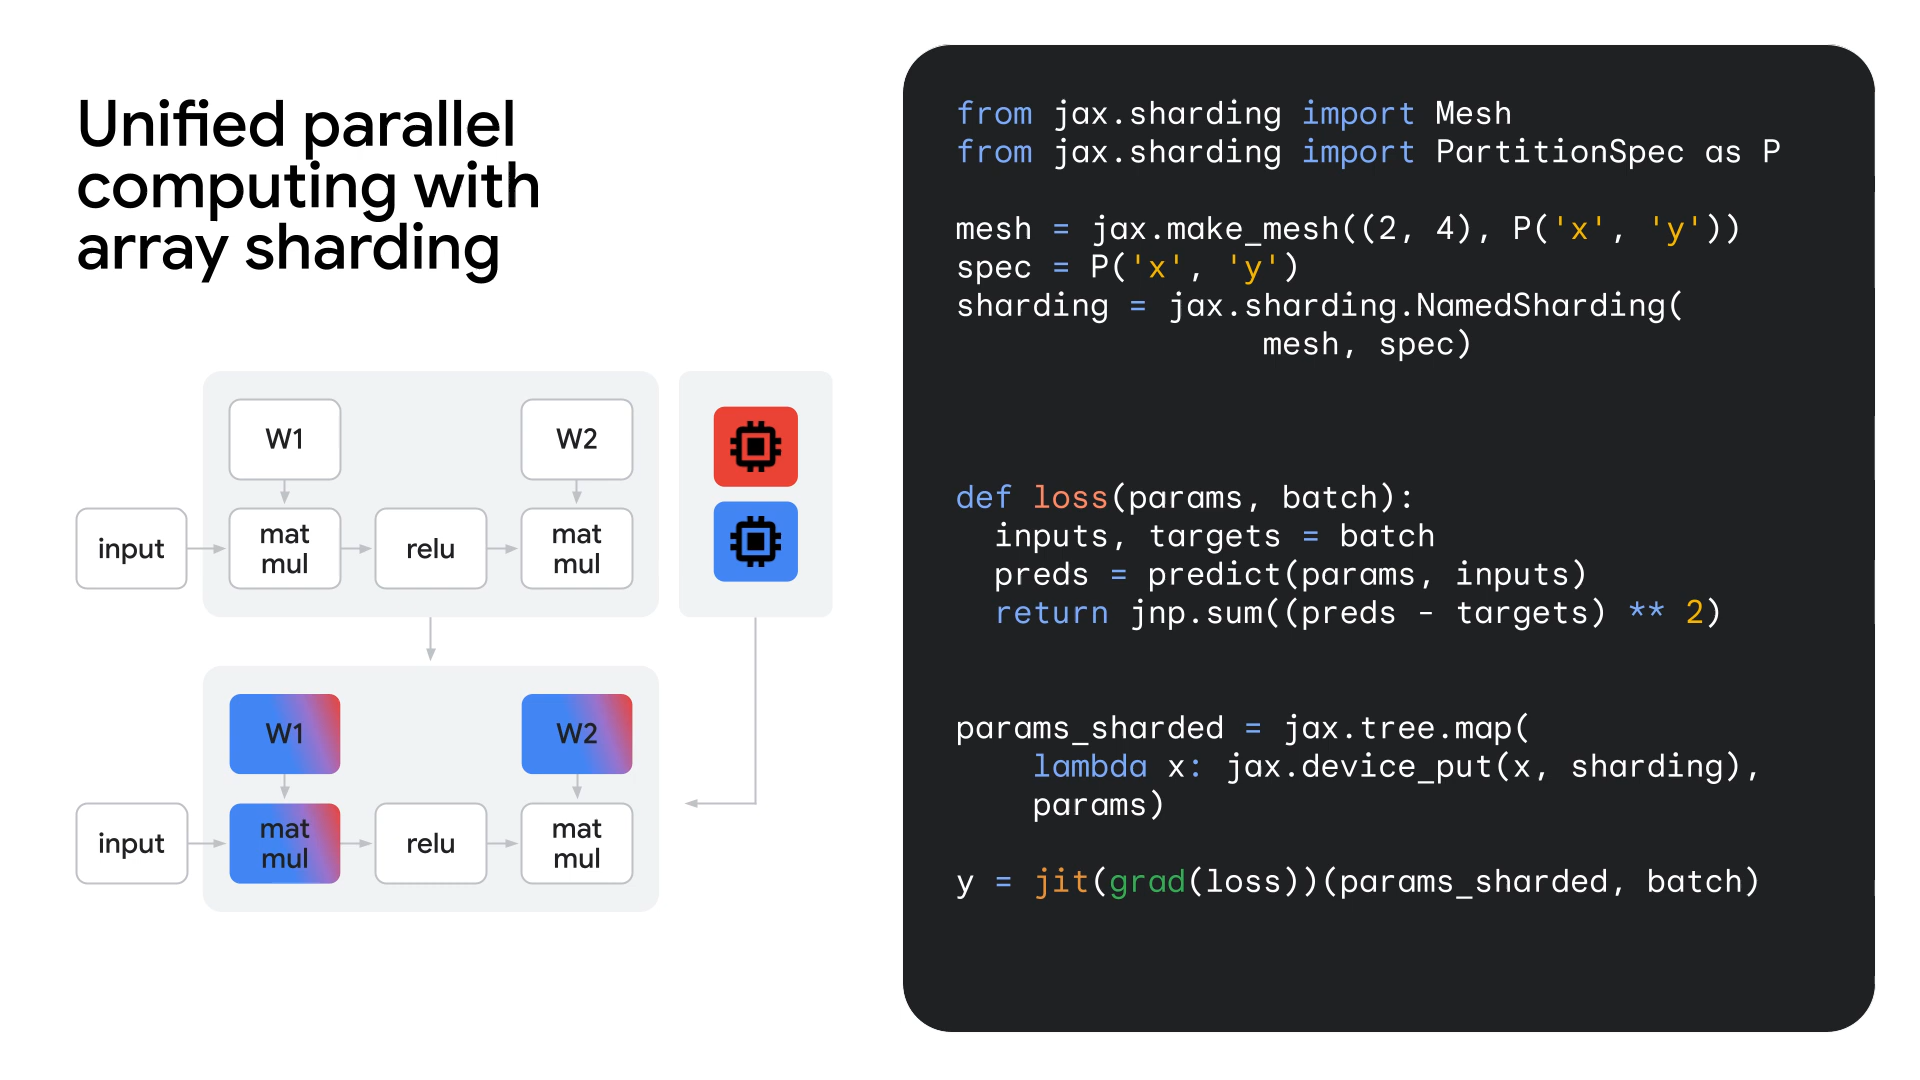 Unified parallel
computing with
array sharding
W1
W2
input
mat
mul
relu
mat
mul
W1
W2
input
mat
mul
relu
mat
mul
from jax.sharding import Mesh
from jax.sharding import PartitionSpec as P
mesh = jax.make_mesh((2, 4), P('x', 'y'))
spec = P('x', 'y')
sharding = jax.sharding.NamedSharding(
mesh, spec)
def loss(params, batch):
inputs, targets = batch
preds = predict(params, inputs)
return jnp.sum((preds - targets) ** 2)
params_sharded = jax.tree.map(
lambda x: jax.device_put(x, sharding),
params)
y = jit(grad(loss))(params_sharded, batch)